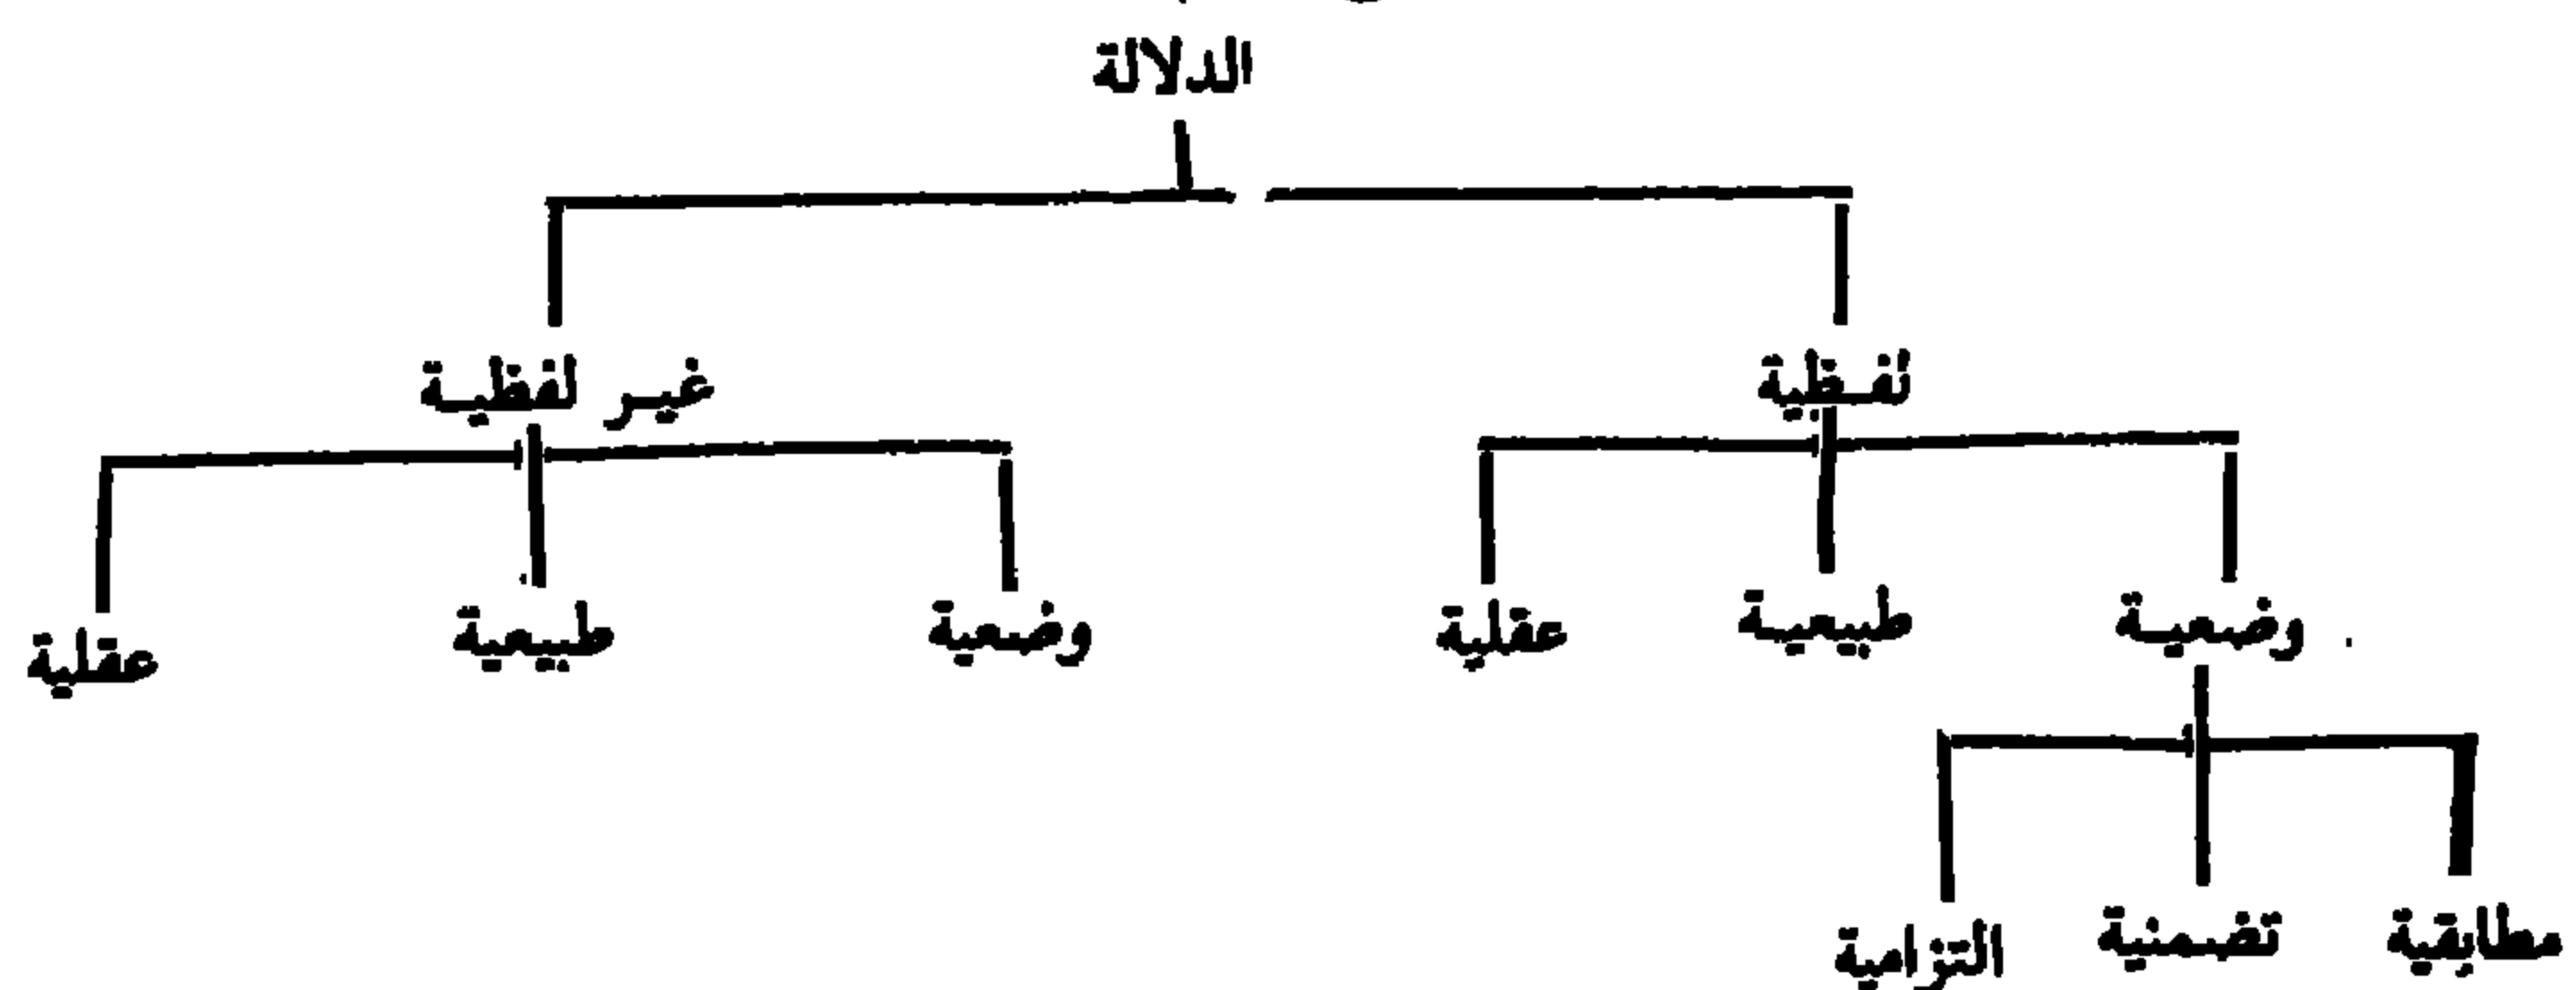 الدلالة
لفظية غير لفظية
وضعية طبيعية عقلية وضعية طبيعية عقلية
مطابقية تضمنية التزامية